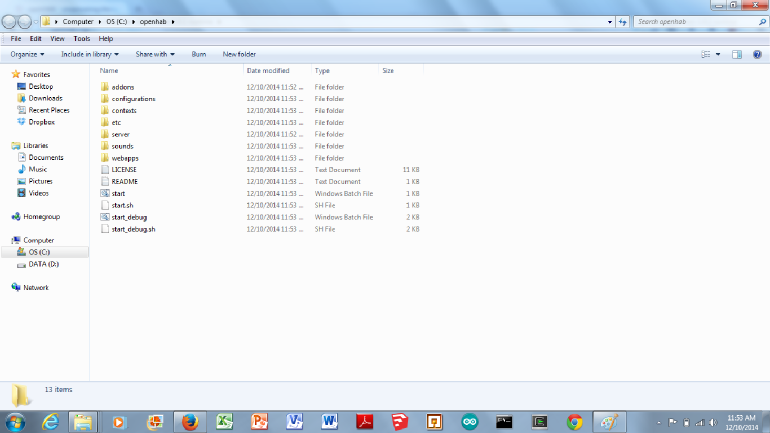 Computer ▸ OS (C:) ▸ openhab ▸
Search openhab
File Edit View Tools Help
Organize Include in library Share with Burn New folder
Name Date modified Type Size
Favorites
Desktop
Downloads
Recent Places
Dropbox
Libraries
Documents
Music
Pictures
Videos
Homegroup
Computer
OS (C:)
DATA (D:)
Network
addons 12/10/2014 11:52 ... File folder
configurations 12/10/2014 11:53 ... File folder
contexts 12/10/2014 11:53 ... File folder
etc 12/10/2014 11:53 ... File folder
server 12/10/2014 11:52 ... File folder
sounds 12/10/2014 11:53 ... File folder
webapps 12/10/2014 11:53 ... File folder
LICENSE 12/10/2014 11:53 ... Text Document 11 KB
README 12/10/2014 11:53 ... Text Document 1 KB
start 12/10/2014 11:53 ... Windows Batch File 1 KB
start.sh 12/10/2014 11:53 ... SH File 1 KB
start_debug 12/10/2014 11:53 ... Windows Batch File 2 KB
start_debug.sh 12/10/2014 11:53 ... SH File 2 KB
13 items
11:53 AM
12/10/2014